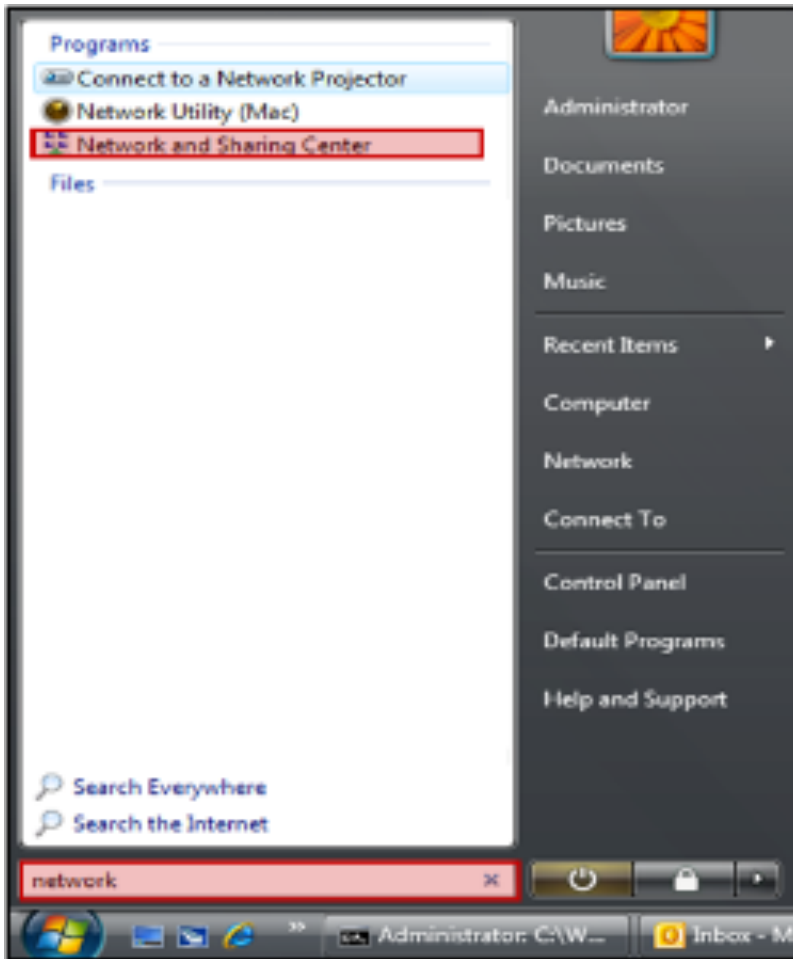 Programs
Connect to a Network Projector
Network Utility (Mac)
Network and Sharing Center
Files
Search Everywhere
Search the Internet
network
Administrator
Documents
Pictures
Music
Recent Items
Computer
Network
Connect To
Control Panel
Default Programs
Help and Support
Administrator: C:\W...
Inbox - M